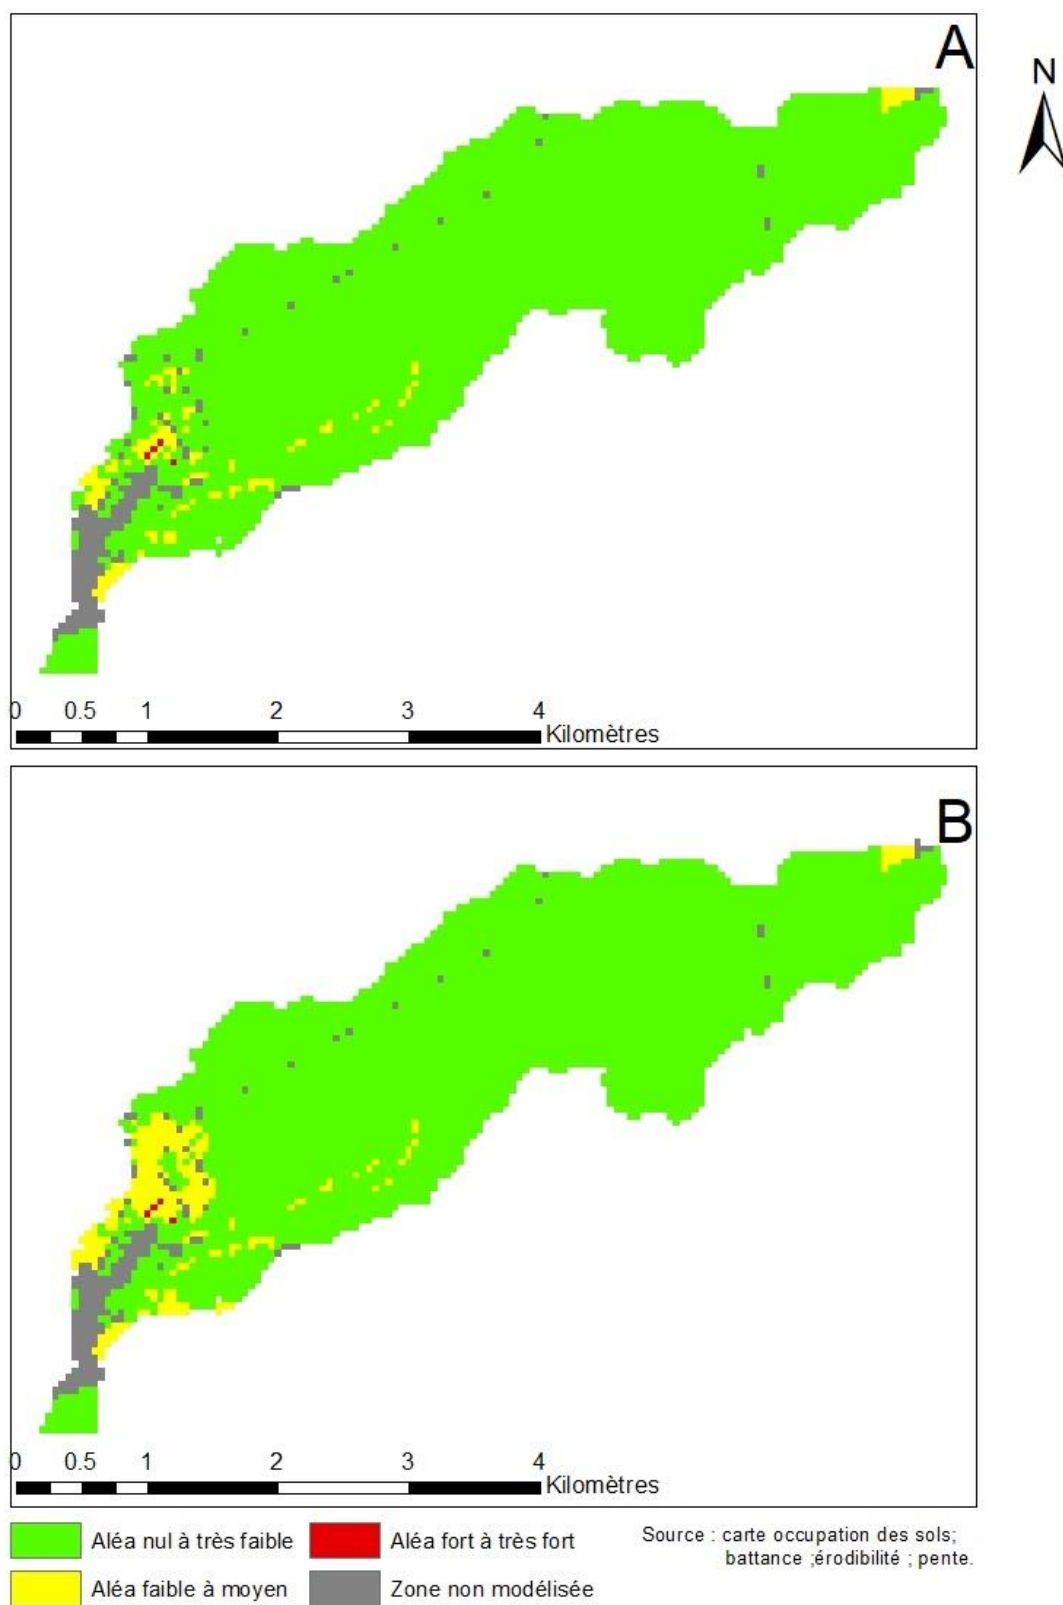 A
N
0 0.5 1 2 3 4
Kilomètres
B
0 0.5 1 2 3 4
Kilomètres
Aléa nul à très faible
Aléa fort à très fort
Source : carte occupation des sols;
battance ;érodibilité ; pente.
Aléa faible à moyen
Zone non modélisée